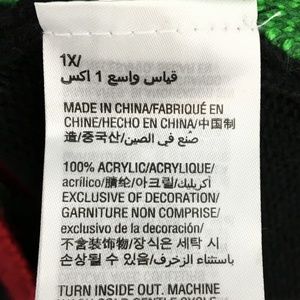 1X/
قياس واسع 1 اكس
MADE IN CHINA/FABRIQUÉ EN
CHINE/HECHO EN CHINA/中国制
造/중국산/صنع في الصين
100% ACRYLIC/ACRYLIQUE/
acrílico/腈纶/아크릴/أكريليك
EXCLUSIVE OF DECORATION/
GARNITURE NON COMPRISE/
exclusivo de la decoración/
不含装饰物/장식은 세탁 시
손상될 수 있음/باستثناء الزخرفة
TURN INSIDE OUT. MACHINE